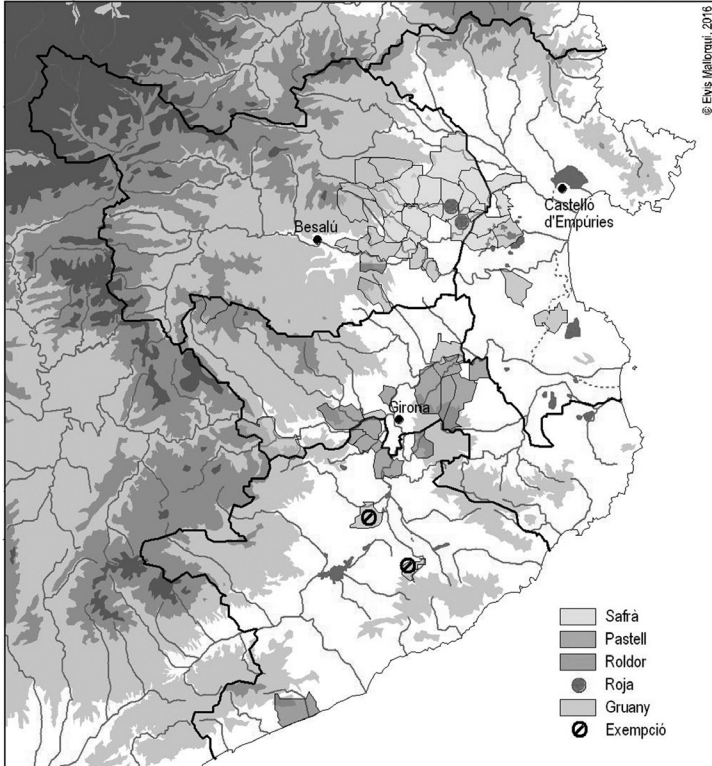 © Elvis Mallorquí, 2016
Castelló
d'Empúries
Besalú
Girona
Safrà
Pastell
Roldor
Roja
Gruany
Exempció